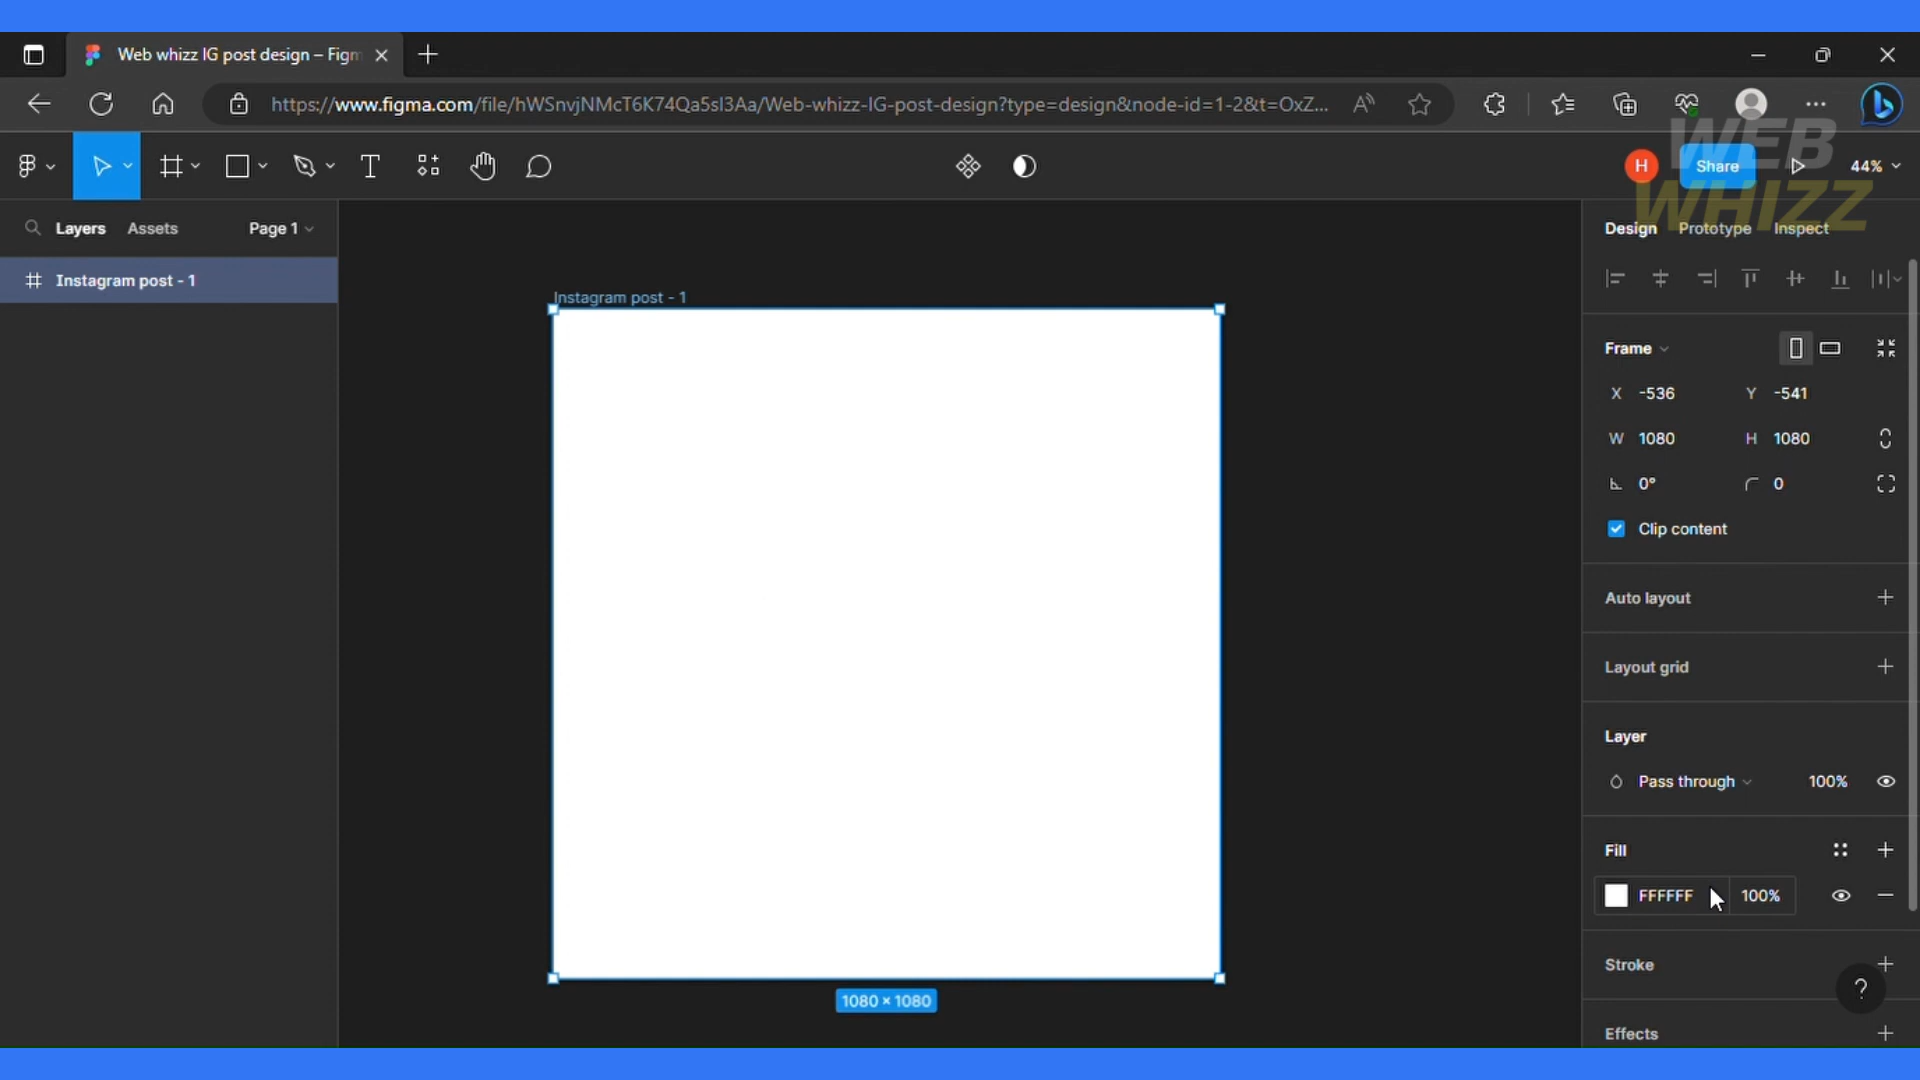 Web whizz IG post design – Figm
https://www.figma.com/file/hWSnvjNMcT6K74Qa5sI3Aa/Web-whizz-IG-post-design?type=design&node-id=1-2&t=OxZ...
H
Share
44%
WEB
WHIZZ
Layers
Assets
Page 1
Design
Prototype
Inspect
Instagram post - 1
Instagram post - 1
1080 × 1080
Frame
X -536
Y -541
W 1080
H 1080
0°
0
Clip content
Auto layout
Layout grid
Layer
Pass through
100%
Fill
FFFFFF
100%
Stroke
?
Effects